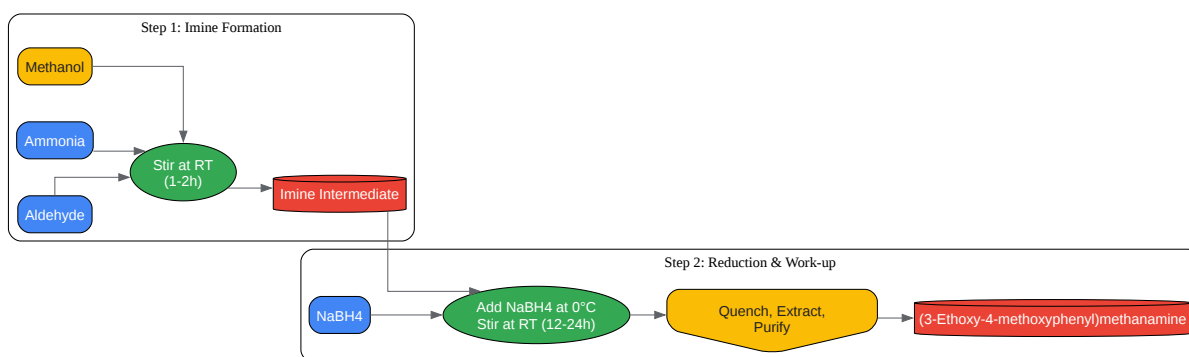 Step 1: Imine Formation
Methanol
Ammonia
Aldehyde
Stir at RT
(1-2h)
Imine Intermediate
Step 2: Reduction & Work-up
NaBH4
Add NaBH4 at 0°C
Stir at RT (12-24h)
Quench, Extract,
Purify
(3-Ethoxy-4-methoxyphenyl)methanamine